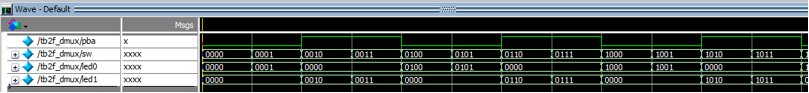 Wave - Default
Msgs
/tb2f_dmux/pba x
/tb2f_dmux/sw xxxx 0000 0001 0010 0011 0100 0101 0110 0111 1000 1001 1010 1011
/tb2f_dmux/led0 xxxx 0000 0001 0000 0100 0101 0000 1000 1001 0000
/tb2f_dmux/led1 xxxx 0000 0010 0011 0000 0110 0111 0000 1010 1011